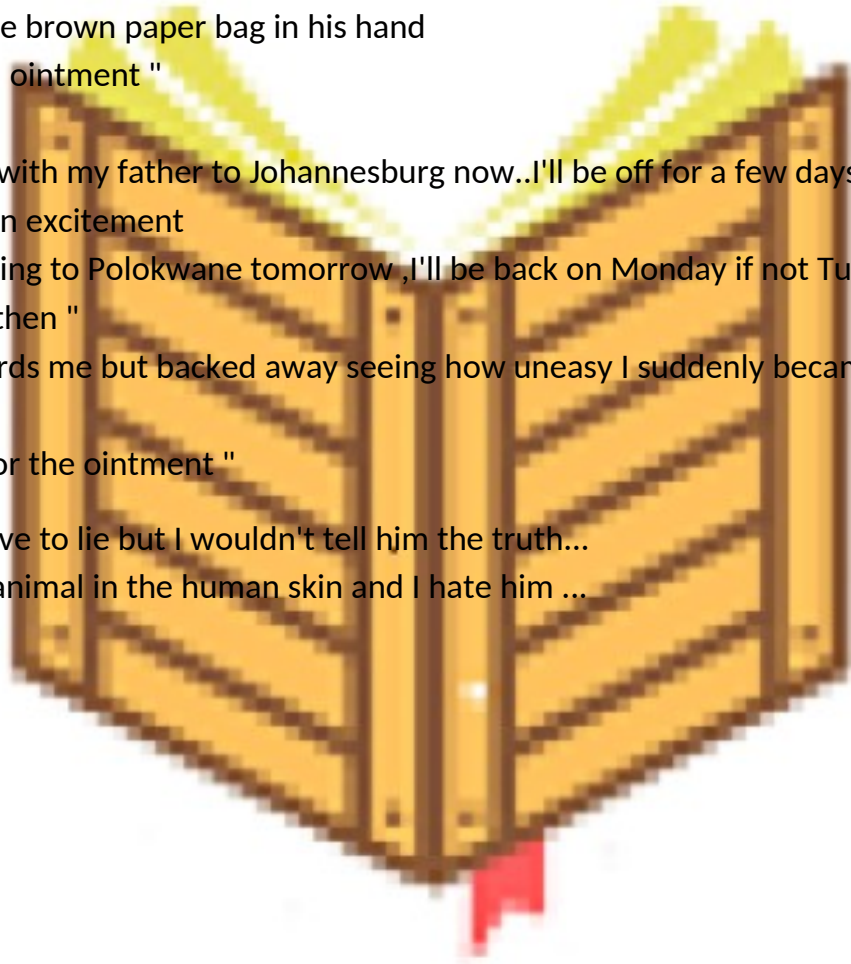 e brown paper bag in his hand
ointment "
with my father to Johannesburg now..I'll be off for a few days
n excitement
ing to Polokwane tomorrow ,I'll be back on Monday if not Tu
then "
rds me but backed away seeing how uneasy I suddenly becam
or the ointment "
ve to lie but I wouldn't tell him the truth...
animal in the human skin and I hate him ...